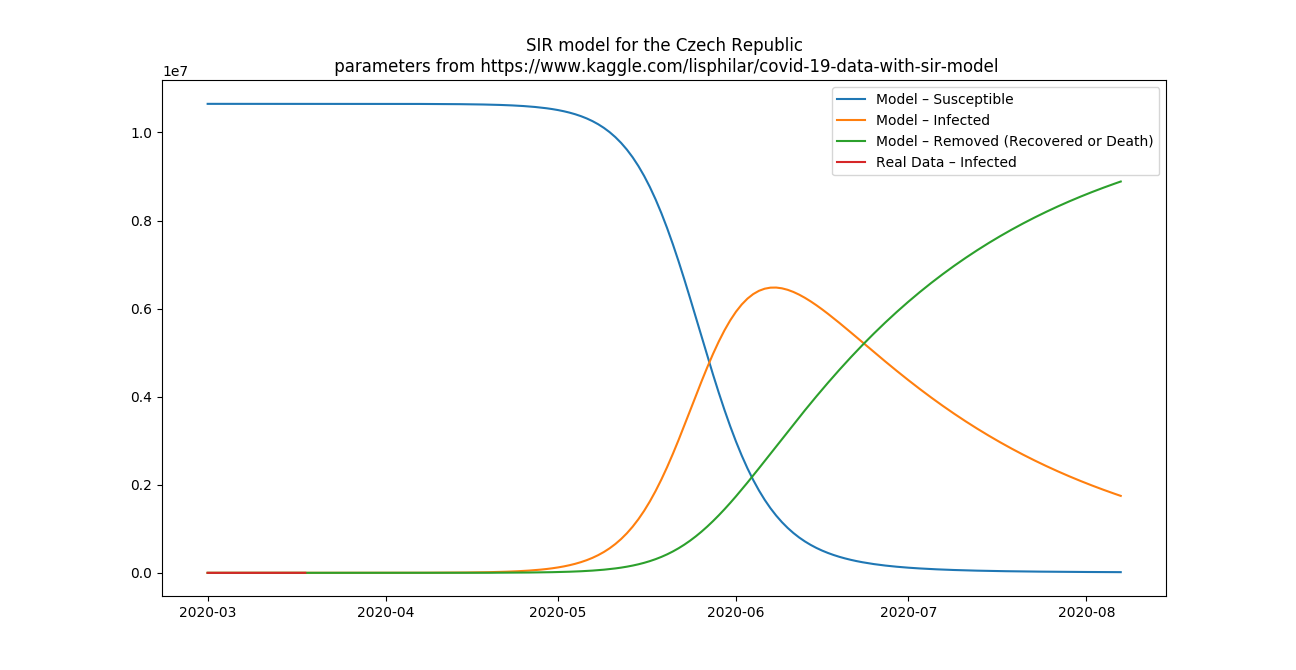 SIR model for the Czech Republic
parameters from https://www.kaggle.com/lisphilar/covid-19-data-with-sir-model
1e7
Model – Susceptible
Model – Infected
Model – Removed (Recovered or Death)
Real Data – Infected
1.0
0.8
0.6
0.4
0.2
0.0
2020-03 2020-04 2020-05 2020-06 2020-07 2020-08